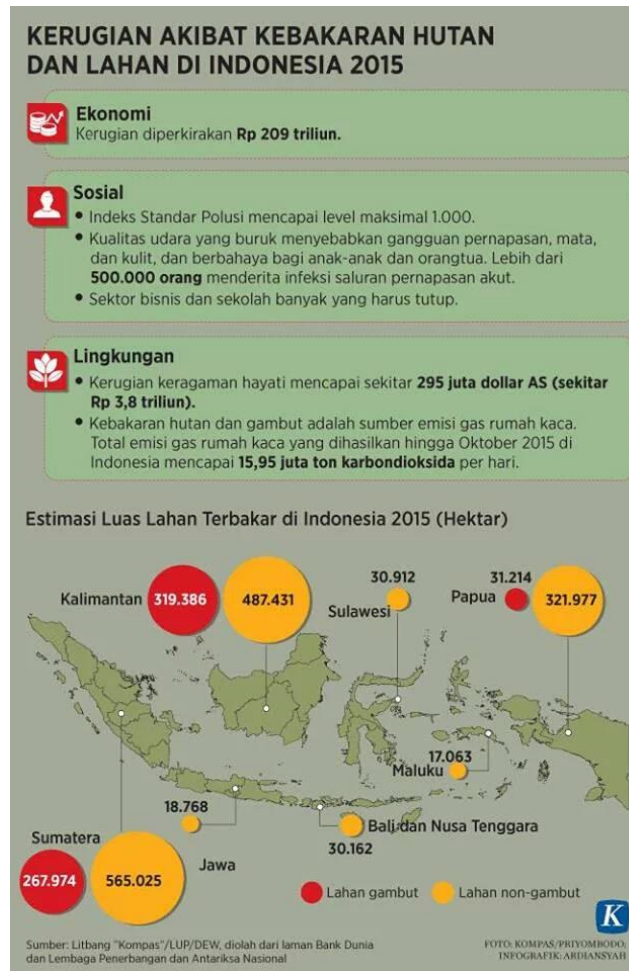 KERUGIAN AKIBAT KEBAKARAN HUTAN
DAN LAHAN DI INDONESIA 2015
Ekonomi
Kerugian diperkirakan Rp 209 triliun.
Sosial
• Indeks Standar Polusi mencapai level maksimal 1.000.
• Kualitas udara yang buruk menyebabkan gangguan pernapasan, mata,
dan kulit, dan berbahaya bagi anak-anak dan orangtua. Lebih dari
500.000 orang menderita infeksi saluran pernapasan akut.
• Sektor bisnis dan sekolah banyak yang harus tutup.
Lingkungan
• Kerugian keragaman hayati mencapai sekitar 295 juta dollar AS (sekitar
Rp 3,8 triliun).
• Kebakaran hutan dan gambut adalah sumber emisi gas rumah kaca.
Total emisi gas rumah kaca yang dihasilkan hingga Oktober 2015 di
Indonesia mencapai 15,95 juta ton karbondioksida per hari.
Estimasi Luas Lahan Terbakar di Indonesia 2015 (Hektar)
Kalimantan
319.386
487.431
30.912
Sulawesi
31.214
Papua
321.977
17.063
Maluku
18.768
Jawa
Bali dan Nusa Tenggara
30.162
Sumatera
267.974
565.025
Lahan gambut
Lahan non-gambut
K
Sumber: Litbang "Kompas"/LUP/DEW, diolah dari laman Bank Dunia
dan Lembaga Penerbangan dan Antariksa Nasional
FOTO: KOMPAS/PRIYOMBODO;
INFOGRAFIK: ARDIANSYAH